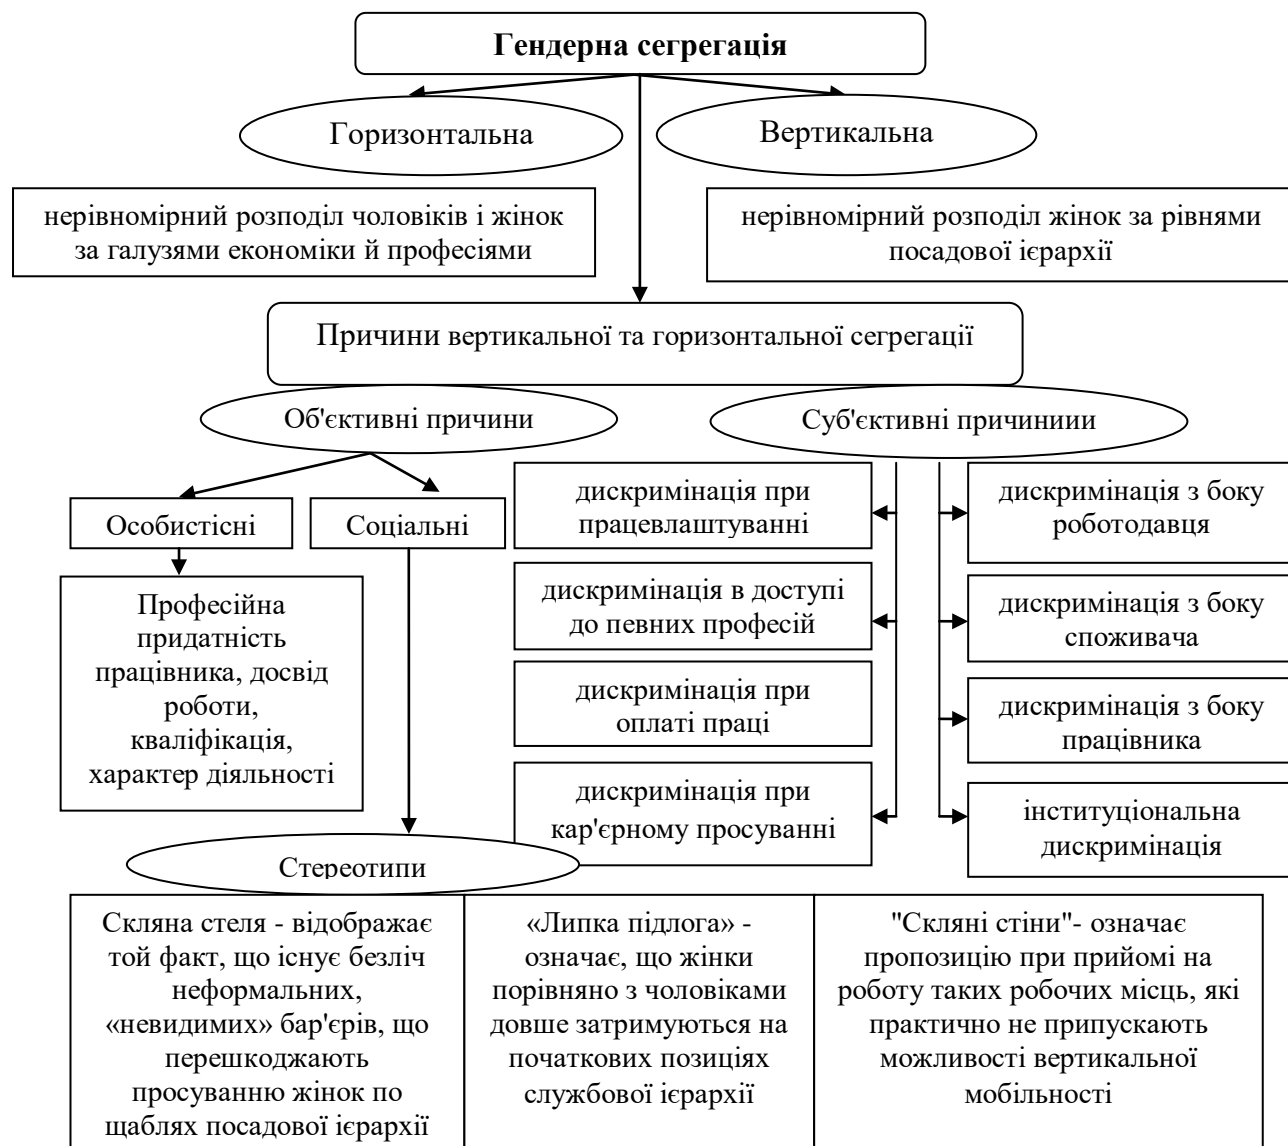 Гендерна сегрегація
Горизонтальна
Вертикальна
нерівномірний розподіл чоловіків і жінок
за галузями економіки й професіями
нерівномірний розподіл жінок за рівнями
посадової ієрархії
Причини вертикальної та горизонтальної сегрегації
Об'єктивні причини
Суб'єктивні причиниии
Особистісні
Соціальні
Професійна
придатність
працівника, досвід
роботи,
кваліфікація,
характер діяльності
дискримінація при
працевлаштуванні
дискримінація в доступі
до певних професій
дискримінація при
оплаті праці
дискримінація при
кар'єрному просуванні
дискримінація з боку
роботодавця
дискримінація з боку
споживача
дискримінація з боку
працівника
інституціональна
дискримінація
Стереотипи
Скляна стеля - відображає
той факт, що існує безліч
неформальних,
«невидимих» бар'єрів, що
перешкоджають
просуванню жінок по
щаблях посадової ієрархії
«Липка підлога» -
означає, що жінки
порівняно з чоловіками
довше затримуються на
початкових позиціях
службової ієрархії
"Скляні стіни"- означає
пропозицію при прийомі на
роботу таких робочих місць, які
практично не припускають
можливості вертикальної
мобільності